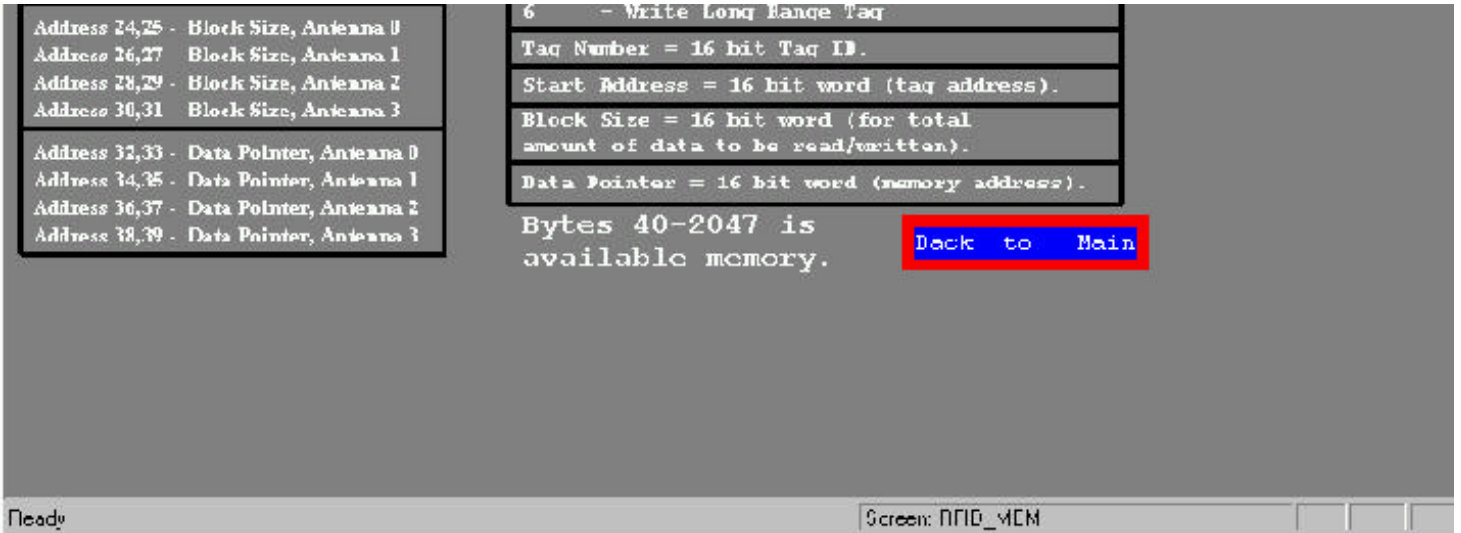 Address 24,25 - Block Size, Antenna 0
Address 26,27 Block Size, Antenna 1
Address 28,29 - Block Size, Antenna 2
Address 30,31 Block Size, Antenna 3
Address 32,33 - Data Pointer, Antenna 0
Address 34,35 - Data Pointer, Antenna 1
Address 36,37 - Data Pointer, Antenna 2
Address 38,39 - Data Pointer, Antenna 3
6 - Write Long Range Tag
Tag Number = 16 bit Tag ID.
Start Address = 16 bit word (tag address).
Block Size = 16 bit word (for total
amount of data to be read/written).
Data Pointer = 16 bit word (memory address).
Bytes 40-2047 is
available memory.
Back to Main
Ready
Screen: RFID_MEM